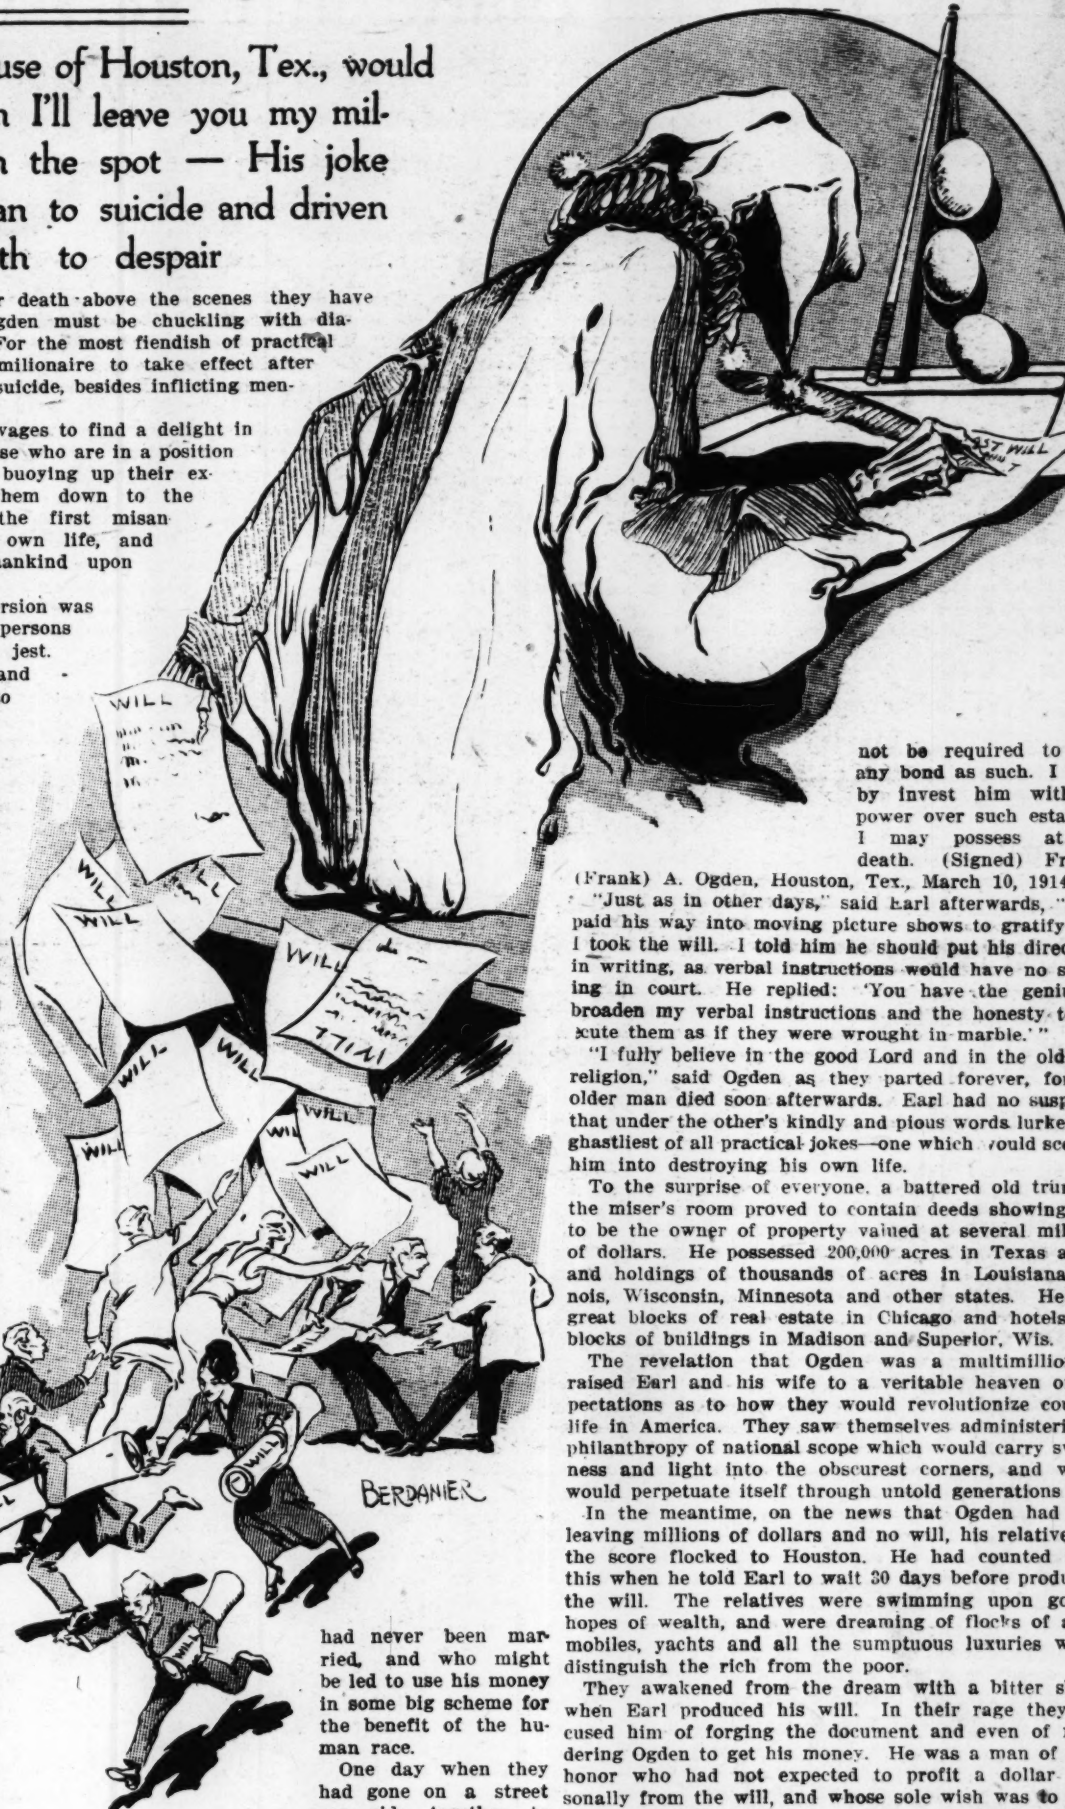 use of Houston, Tex., would
I'll leave you my mil-
the spot — His joke
an to suicide and driven
th to despair
death above the scenes they have
gden must be chuckling with dia-
For the most fiendish of practical
milionaire to take effect after
suicide, besides inflicting men-
vages to find a delight in
se who are in a position
buoying up their ex-
hem down to the
the first misan
own life, and
ankind upon
rsion was
persons
jest.
and
o
LAST WILL
WILL
WILL
WILL
WILL
WILL
WILL
WILL
WILL
WILL
WILL
WILL
WILL
WILL
WILL
BERDANIER
had never been mar-
ried, and who might
be led to use his money
in some big scheme for
the benefit of the hu-
man race.
One day when they
had gone on a street
not be required to
any bond as such. I
by invest him with
power over such esta
I may possess at
death. (Signed) Fr
(Frank) A. Ogden, Houston, Tex., March 10, 1914
"Just as in other days," said Earl afterwards, "
paid his way into moving picture shows to gratify
I took the will. I told him he should put his direc
in writing, as verbal instructions would have no s
ing in court. He replied: 'You have the geniu
broaden my verbal instructions and the honesty t
xcute them as if they were wrought in marble.'"
"I fully believe in the good Lord and in the old
religion," said Ogden as they parted forever, for
older man died soon afterwards. Earl had no susp
that under the other's kindly and pious words lurke
ghastliest of all practical jokes—one which would sc
him into destroying his own life.
To the surprise of everyone, a battered old trun
the miser's room proved to contain deeds showing
to be the owner of property valued at several mil
of dollars. He possessed 200,000 acres in Texas a
and holdings of thousands of acres in Louisiana
nois, Wisconsin, Minnesota and other states. He
great blocks of real estate in Chicago and hotels
blocks of buildings in Madison and Superior, Wis.
The revelation that Ogden was a multimillio
raised Earl and his wife to a veritable heaven o
pectations as to how they would revolutionize cou
life in America. They saw themselves administeri
philanthropy of national scope which would carry s
ness and light into the obscurest corners, and w
would perpetuate itself through untold generations
In the meantime, on the news that Ogden had
leaving millions of dollars and no will, his relative
the score flocked to Houston. He had counted
this when he told Earl to wait 30 days before produ
the will. The relatives were swimming upon go
hopes of wealth, and were dreaming of flocks of a
mobiles, yachts and all the sumptuous luxuries w
distinguish the rich from the poor.
They awakened from the dream with a bitter s
when Earl produced his will. In their rage they
cused him of forging the document and even of
dering Ogden to get his money. He was a man of
honor who had not expected to profit a dollar
sonally from the will, and whose sole wish was to